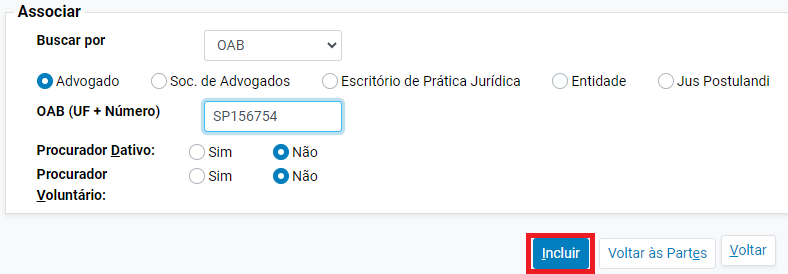 Associar
Buscar por OAB
Advogado Soc. de Advogados Escritório de Prática Jurídica Entidade Jus Postulandi
OAB (UF + Número) SP156754
Procurador Dativo: Sim Não
Procurador Sim Não
Voluntário:
Incluir Voltar às Partes Voltar